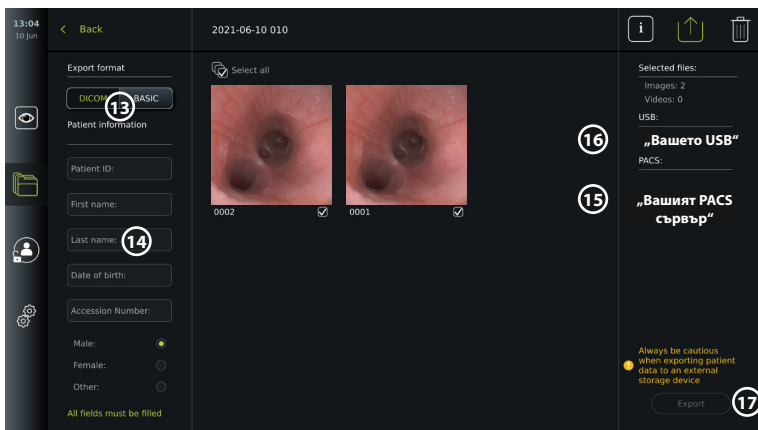 13:04
10 Jun
Back
2021-06-10 010
i
Export format
DICOM
BASIC
13
Patient information
Patient ID:
First name:
Last name:
14
Date of birth:
Accession Number:
Male:
Female:
Other:
All fields must be filled
Select all
0002
0001
Selected files:
Images: 2
Videos: 0
USB:
16
„Вашето USB“
PACS:
15
„Вашият PACS
сървър“
Always be cautious
when exporting patient
data to an external
storage device
Export
17